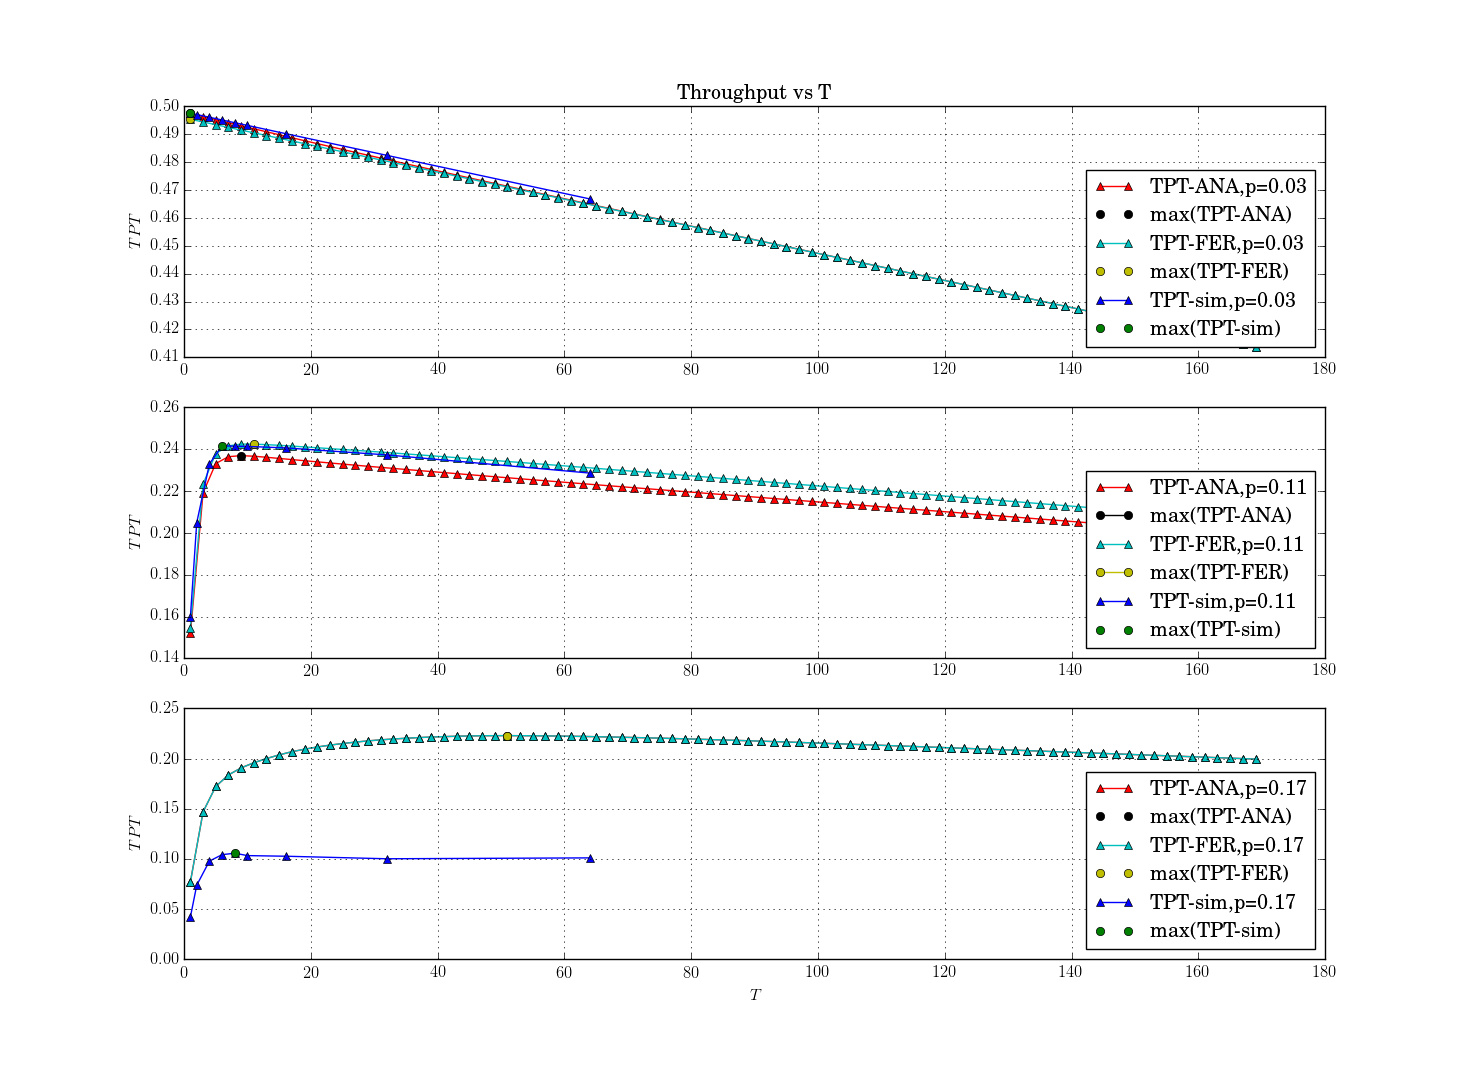 Throughput vs T
0.50
0.49
0.48
0.47
0.46
0.45
0.44
0.43
0.42
0.41
TPT
TPT-ANA,p=0.03
max(TPT-ANA)
TPT-FER,p=0.03
max(TPT-FER)
TPT-sim,p=0.03
max(TPT-sim)
0 20 40 60 80 100 120 140 160 180
0.26
0.24
0.22
0.20
0.18
0.16
0.14
TPT
TPT-ANA,p=0.11
max(TPT-ANA)
TPT-FER,p=0.11
max(TPT-FER)
TPT-sim,p=0.11
max(TPT-sim)
0 20 40 60 80 100 120 140 160 180
0.25
0.20
0.15
0.10
0.05
0.00
TPT
TPT-ANA,p=0.17
max(TPT-ANA)
TPT-FER,p=0.17
max(TPT-FER)
TPT-sim,p=0.17
max(TPT-sim)
0 20 40 60 80 100 120 140 160 180
T